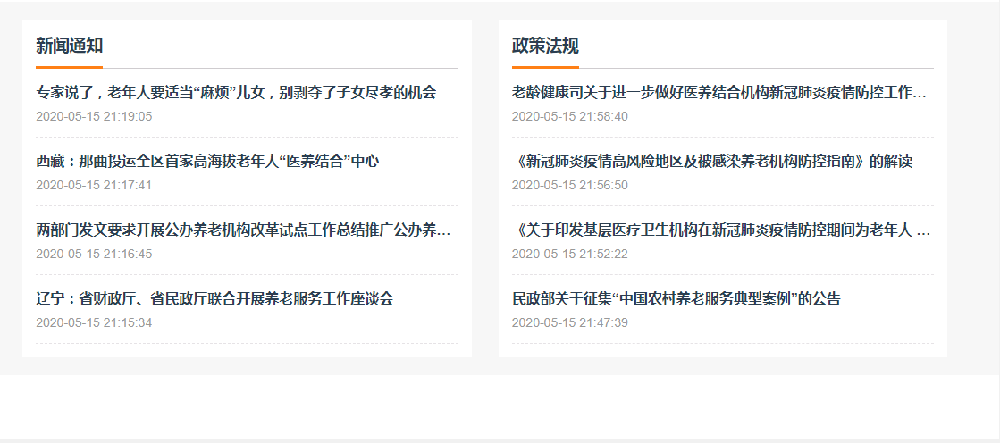 新闻通知
专家说了，老年人要适当“麻烦”儿女，别剥夺了子女尽孝的机会
2020-05-15 21:19:05
西藏：那曲投运全区首家高海拔老年人“医养结合”中心
2020-05-15 21:17:41
两部门发文要求开展公办养老机构改革试点工作总结推广公办养...
2020-05-15 21:16:45
辽宁：省财政厅、省民政厅联合开展养老服务工作座谈会
2020-05-15 21:15:34
政策法规
老龄健康司关于进一步做好医养结合机构新冠肺炎疫情防控工作...
2020-05-15 21:58:40
《新冠肺炎疫情高风险地区及被感染养老机构防控指南》的解读
2020-05-15 21:56:50
《关于印发基层医疗卫生机构在新冠肺炎疫情防控期间为老年人 ...
2020-05-15 21:52:22
民政部关于征集“中国农村养老服务典型案例”的公告
2020-05-15 21:47:39